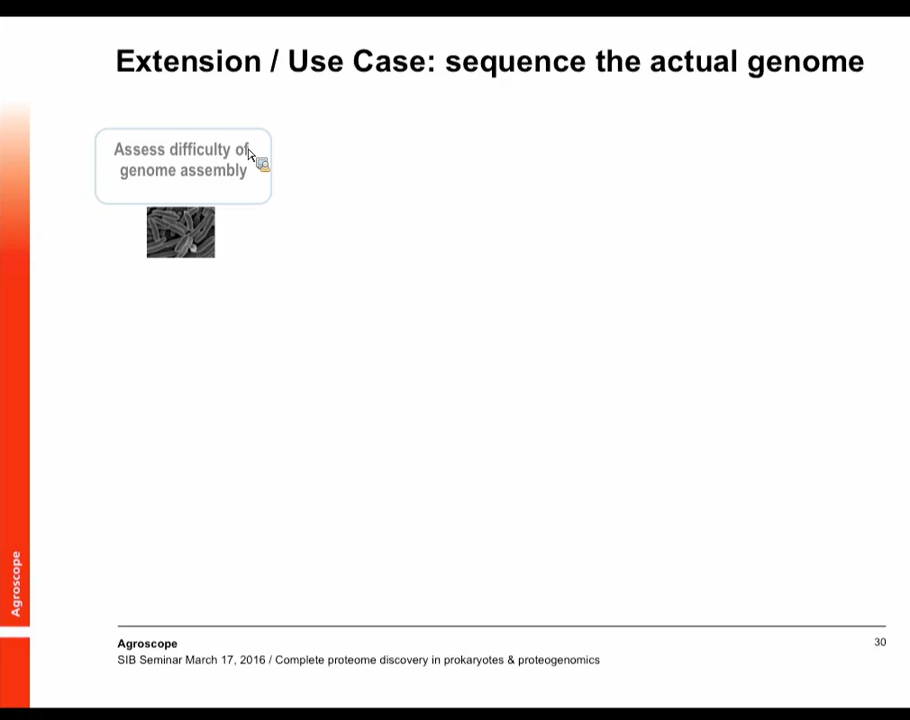 Extension / Use Case: sequence the actual genome
Assess difficulty of
genome assembly
Agroscope
Agroscope
30
SIB Seminar March 17, 2016 / Complete proteome discovery in prokaryotes & proteogenomics